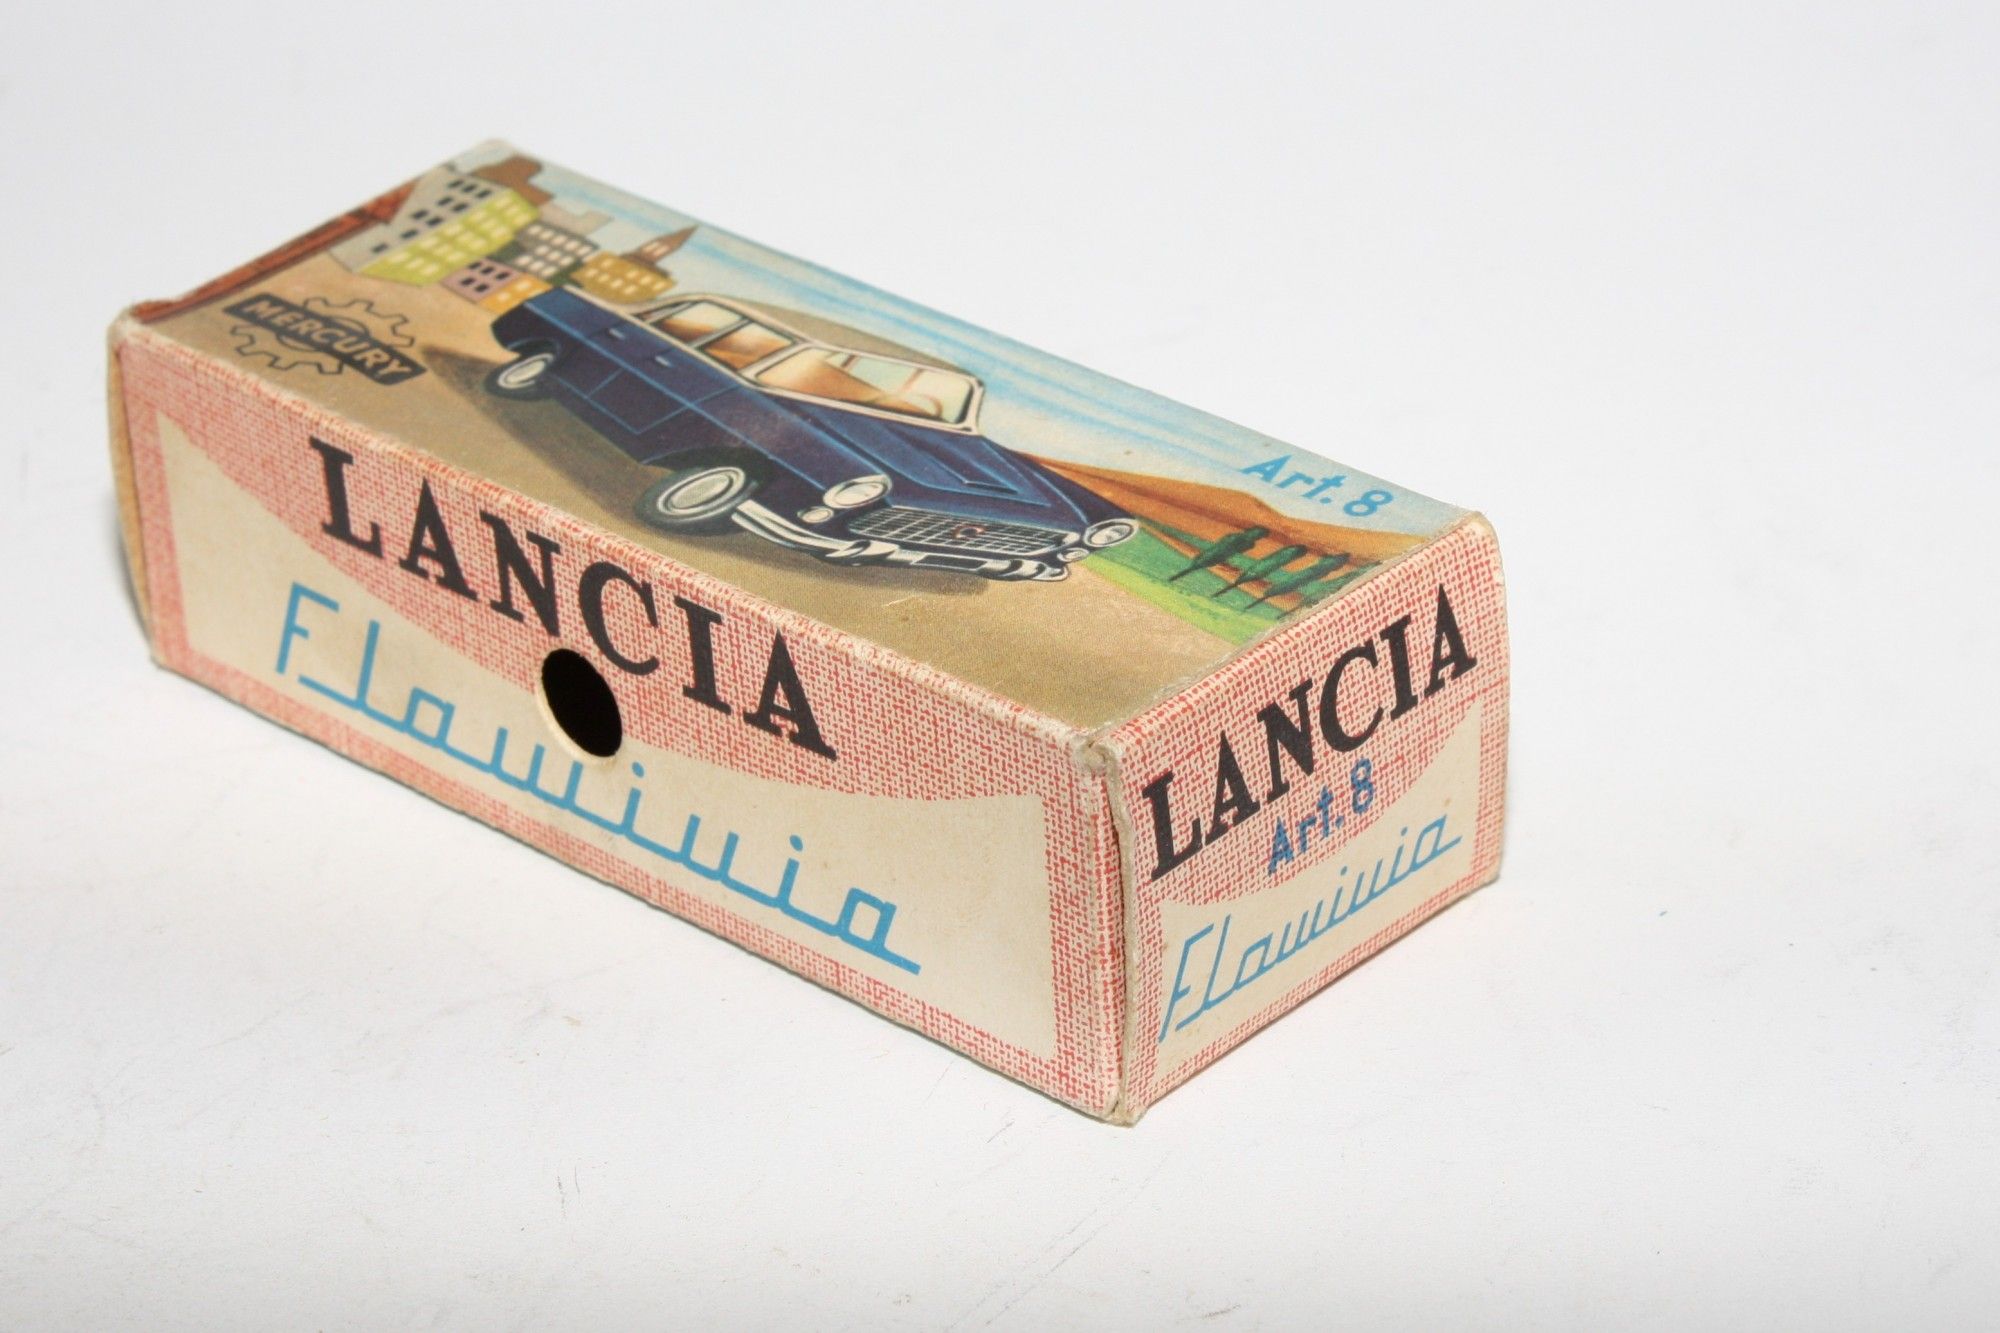 MERCURY
Art. 8
LANCIA
Flaminia
LANCIA
Art. 8
Flaminia